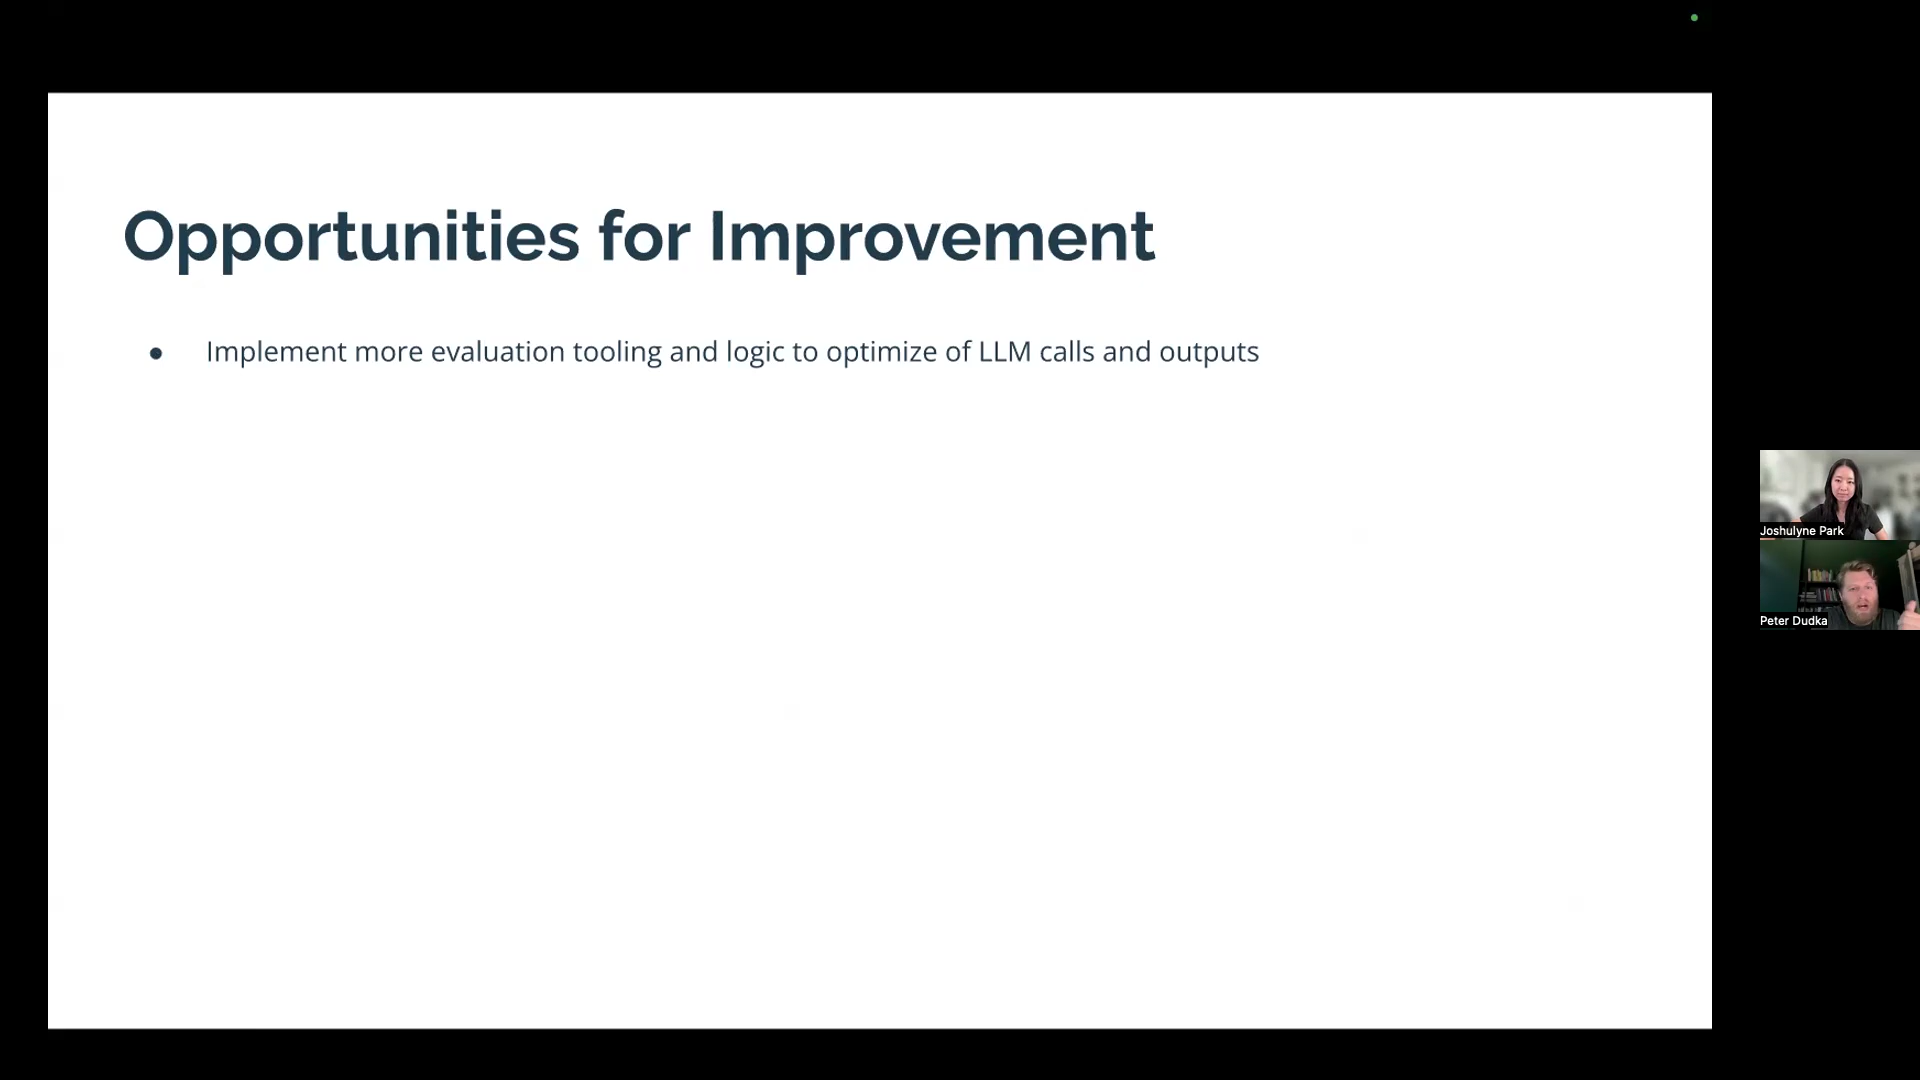 Opportunities for Improvement
● Implement more evaluation tooling and logic to optimize of LLM calls and outputs
Joshulyne Park
Peter Dudka